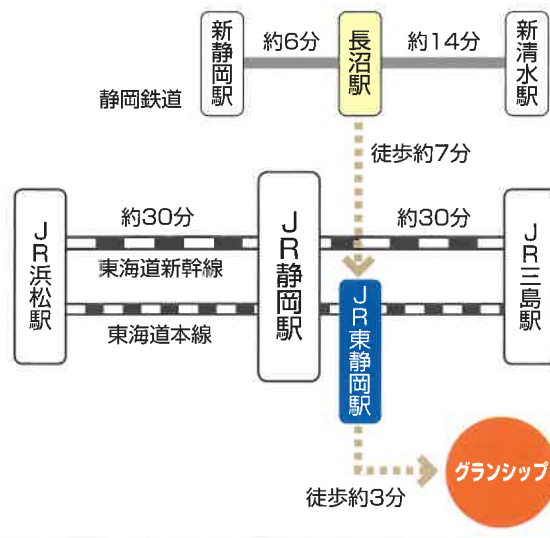 新静岡駅
約6分
長沼駅
約14分
新清水駅
静岡鉄道
徒歩約7分
JR浜松駅
約30分
東海道新幹線
東海道本線
JR静岡駅
約30分
JR三島駅
JR東静岡駅
徒歩約3分
グランシップ